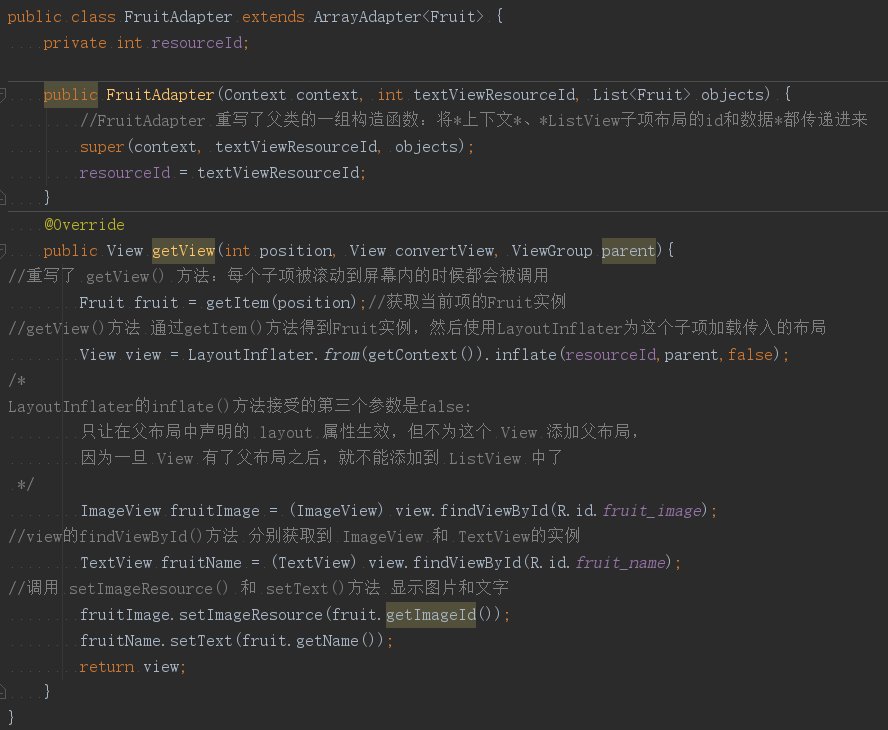 public class FruitAdapter extends ArrayAdapter<Fruit> {
    private int resourceId;

    public FruitAdapter(Context context, int textViewResourceId, List<Fruit> objects) {
        //FruitAdapter 重写了父类的一组构造函数：将*上下文*、*ListView子项布局的id和数据*都传递进来
        super(context, textViewResourceId, objects);
        resourceId = textViewResourceId;
    }
    @Override
    public View getView(int position, View convertView, ViewGroup parent){
//重写了 getView() 方法：每个子项被滚动到屏幕内的时候都会被调用
        Fruit fruit = getItem(position);//获取当前项的Fruit实例
//getView()方法 通过getItem()方法得到Fruit实例，然后使用LayoutInflater为这个子项加载传入的布局
        View view = LayoutInflater.from(getContext()).inflate(resourceId,parent,false);
/*
LayoutInflater的inflate()方法接受的第三个参数是false:
        只让在父布局中声明的 layout 属性生效，但不为这个 View 添加父布局，
        因为一旦 View 有了父布局之后，就不能添加到 ListView 中了
 */
        ImageView fruitImage = (ImageView) view.findViewById(R.id.fruit_image);
//view的findViewById()方法 分别获取到 ImageView 和 TextView的实例
        TextView fruitName = (TextView) view.findViewById(R.id.fruit_name);
//调用 setImageResource() 和 setText()方法 显示图片和文字
        fruitImage.setImageResource(fruit.getImageId());
        fruitName.setText(fruit.getName());
        return view;
    }
}